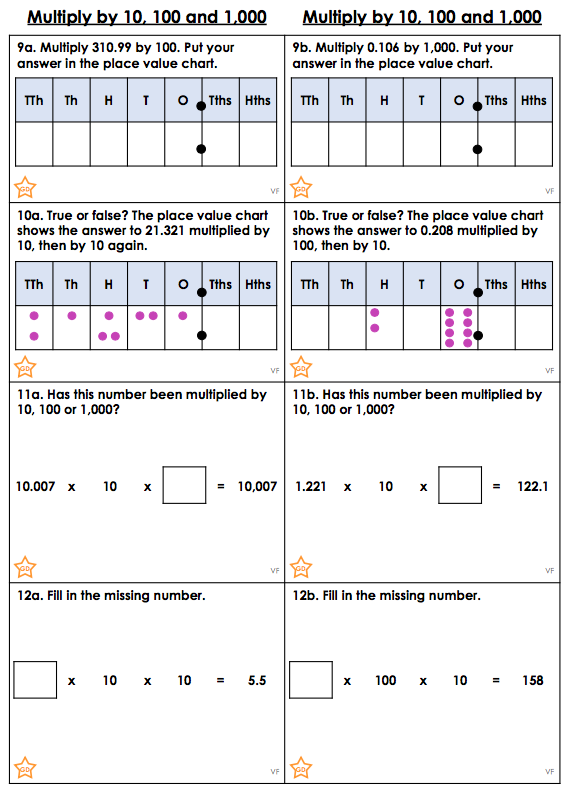 Multiply by 10, 100 and 1,000
Multiply by 10, 100 and 1,000
9a. Multiply 310.99 by 100. Put your
answer in the place value chart.
TTh Th H T O Tths Hths
GD
VF
9b. Multiply 0.106 by 1,000. Put your
answer in the place value chart.
TTh Th H T O Tths Hths
GD
VF
10a. True or false? The place value chart
shows the answer to 21.321 multiplied by
10, then by 10 again.
TTh Th H T O Tths Hths
GD
VF
10b. True or false? The place value chart
shows the answer to 0.208 multiplied by
100, then by 10.
TTh Th H T O Tths Hths
GD
VF
11a. Has this number been multiplied by
10, 100 or 1,000?
10.007 x 10 x = 10,007
GD
VF
11b. Has this number been multiplied by
10, 100 or 1,000?
1.221 x 10 x = 122.1
GD
VF
12a. Fill in the missing number.
x 10 x 10 = 5.5
GD
VF
12b. Fill in the missing number.
x 100 x 10 = 158
GD
VF